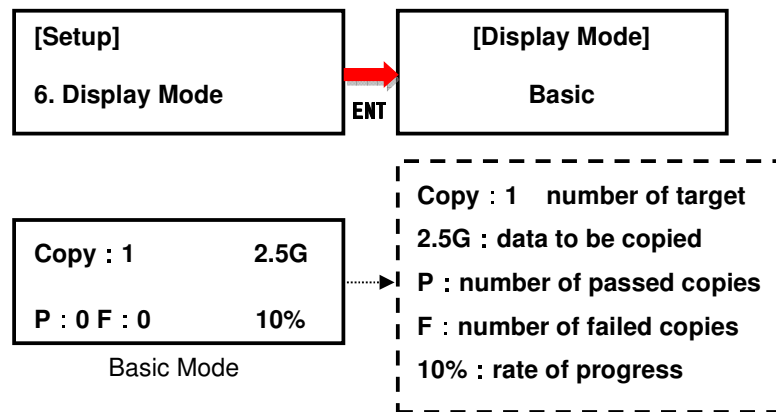 [Setup]
6. Display Mode
ENT
[Display Mode]
Basic
Copy : 1 2.5G
P : 0 F : 0 10%
Basic Mode
Copy : 1 number of target
2.5G : data to be copied
P : number of passed copies
F : number of failed copies
10% : rate of progress